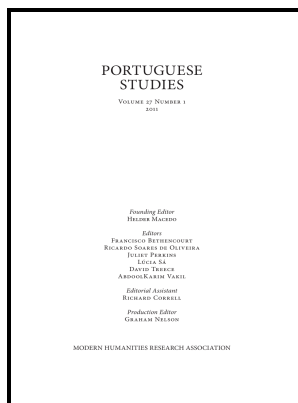 PORTUGUESE
STUDIES
Volume 27 Number 1
2011
Founding Editor
Helder Macedo
Editors
Francisco Bethencourt
Ricardo Soares de Oliveira
Juliet Perkins
Lúcia Sá
David Treece
AbdoolKarim Vakil
Editorial Assistant
Richard Correll
Production Editor
Graham Nelson
MODERN HUMANITIES RESEARCH ASSOCIATION